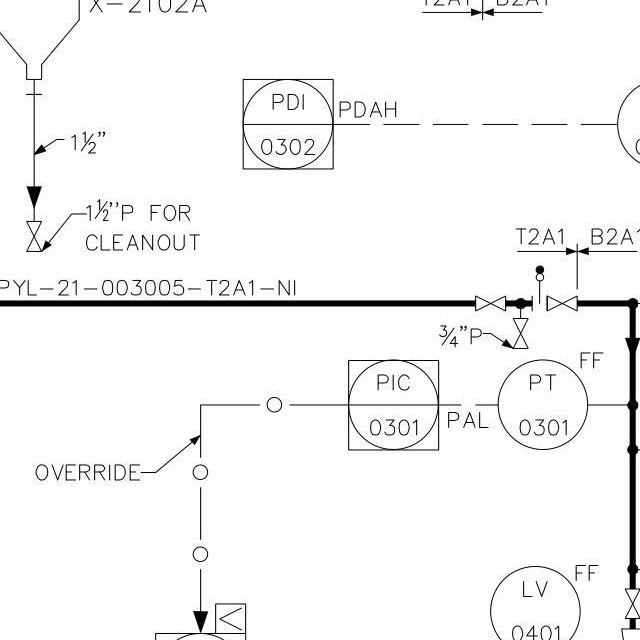 X-2102A
T2A1 B2A1
PDI
0302
PDAH
1½"
1½"P FOR
CLEANOUT
T2A1 B2A1
PYL-21-003005-T2A1-NI
¾"P
FF
PIC
0301
PAL
PT
0301
OVERRIDE
FF
LV
0401